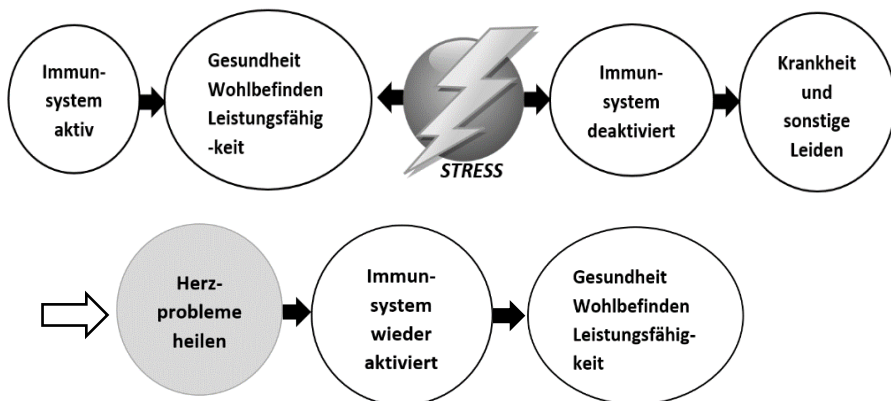 Immun-
system
aktiv
Gesundheit
Wohlbefinden
Leistungsfähig
-keit
STRESS
Immun-
system
deaktiviert
Krankheit
und
sonstige
Leiden
Herz-
probleme
heilen
Immun-
system
wieder
aktiviert
Gesundheit
Wohlbefinden
Leistungsfähig-
keit